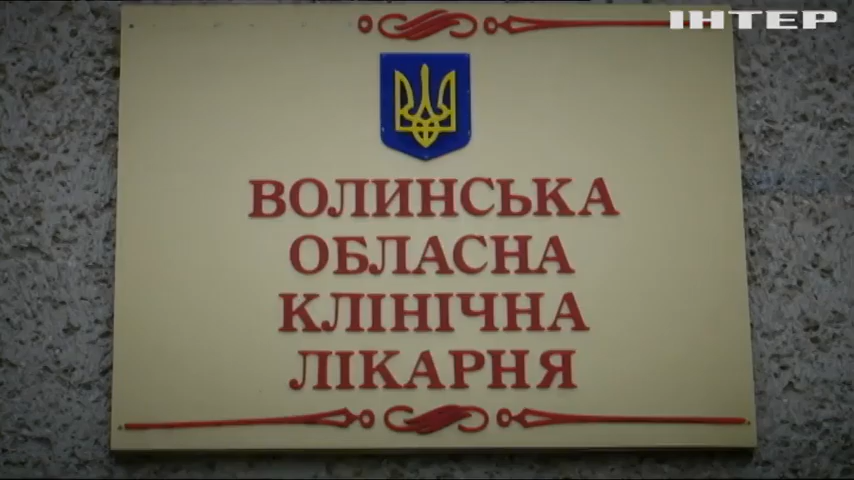 ІНТЕР
ВОЛИНСЬКА
ОБЛАСНА
КЛІНІЧНА
ЛІКАРНЯ